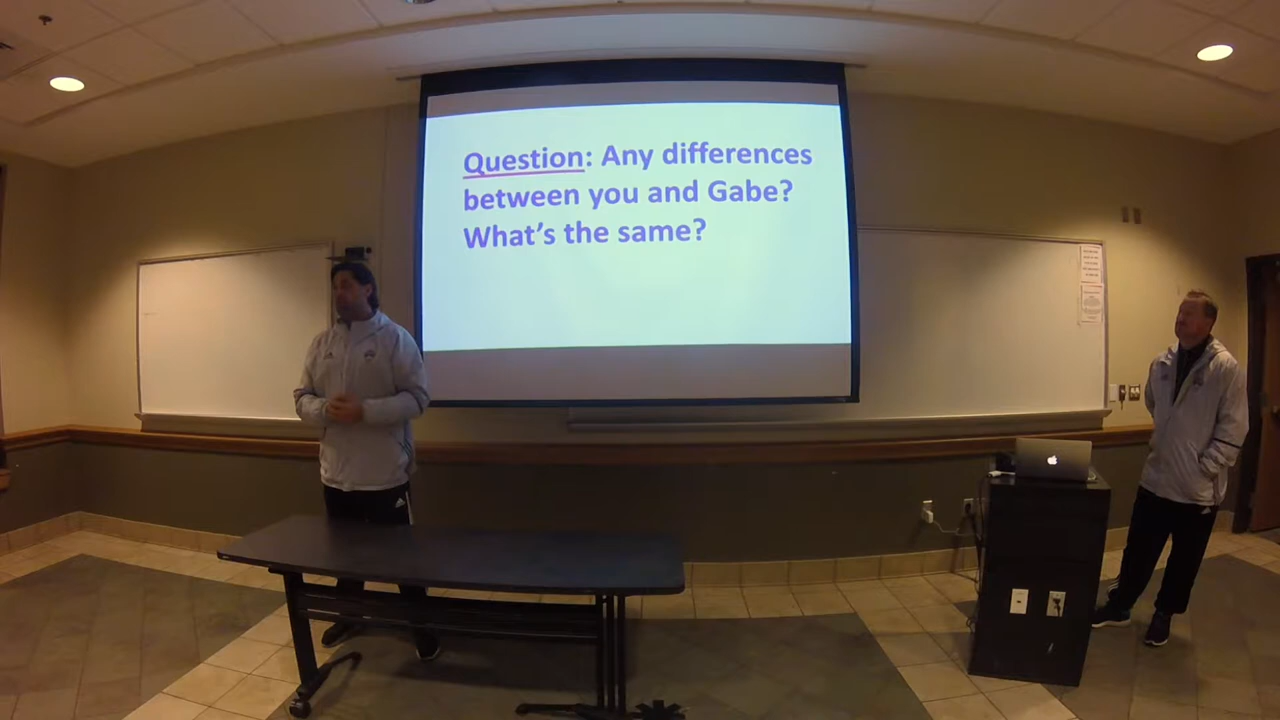 Question: Any differences
between you and Gabe?
What's the same?